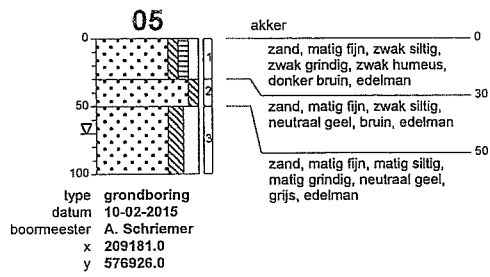 05
akker
0
0
1
zand, matig fijn, zwak siltig,
zwak grindig, zwak humeus,
donker bruin, edelman
30
2
zand, matig fijn, zwak siltig,
neutraal geel, bruin, edelman
50
50
3
zand, matig fijn, matig siltig,
matig grindig, neutraal geel,
grijs, edelman
100
type grondboring
datum 10-02-2015
boormeester A. Schriemer
x 209181.0
y 576926.0